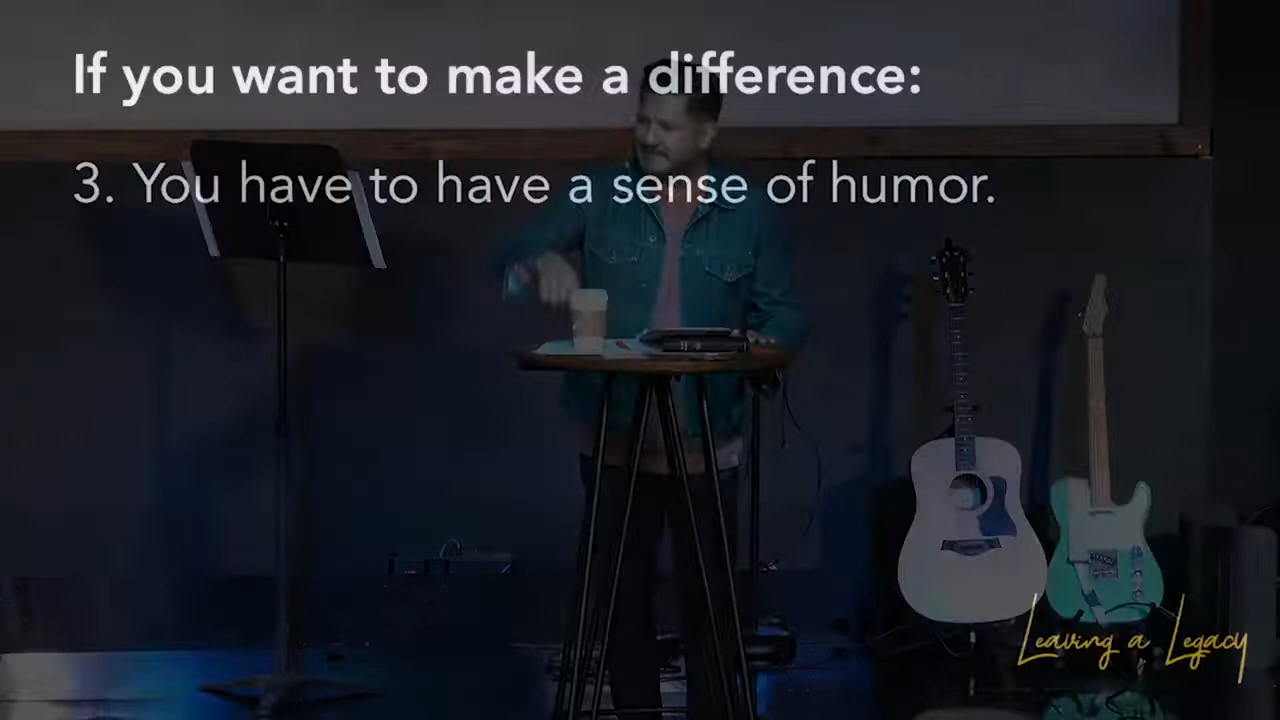 If you want to make a difference:
3. You have to have a sense of humor.
Leaving a Legacy